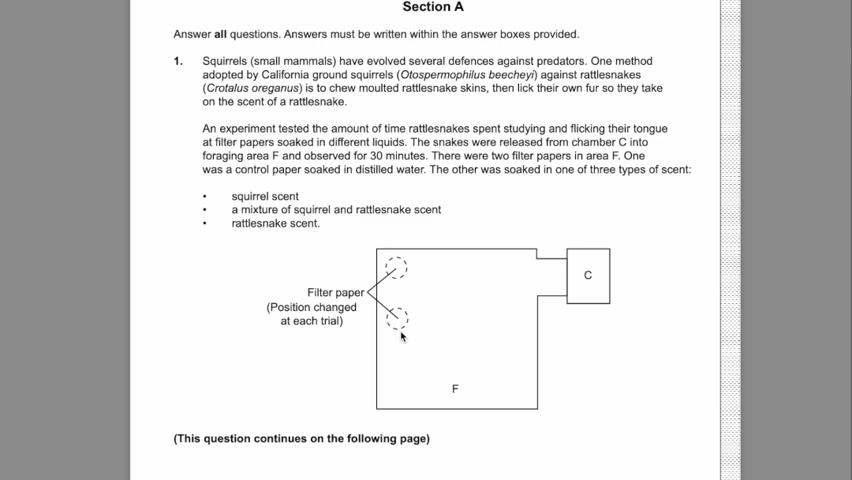 Section A
Answer all questions. Answers must be written within the answer boxes provided.
1. Squirrels (small mammals) have evolved several defences against predators. One method
adopted by California ground squirrels (Otospermophilus beecheyi) against rattlesnakes
(Crotalus oreganus) is to chew moulted rattlesnake skins, then lick their own fur so they take
on the scent of a rattlesnake.
An experiment tested the amount of time rattlesnakes spent studying and flicking their tongue
at filter papers soaked in different liquids. The snakes were released from chamber C into
foraging area F and observed for 30 minutes. There were two filter papers in area F. One
was a control paper soaked in distilled water. The other was soaked in one of three types of scent:
• squirrel scent
• a mixture of squirrel and rattlesnake scent
• rattlesnake scent.
C
Filter paper
(Position changed
at each trial)
F
(This question continues on the following page)